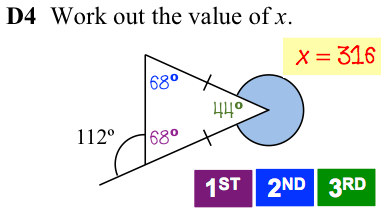 D4 Work out the value of x.
x = 316
68°
44°
112°
68°
1ST 2ND 3RD